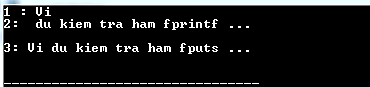 1 : Vi
2:  du kiem tra ham fprintf ...
3: Vi du kiem tra ham fputs ...
________________________________